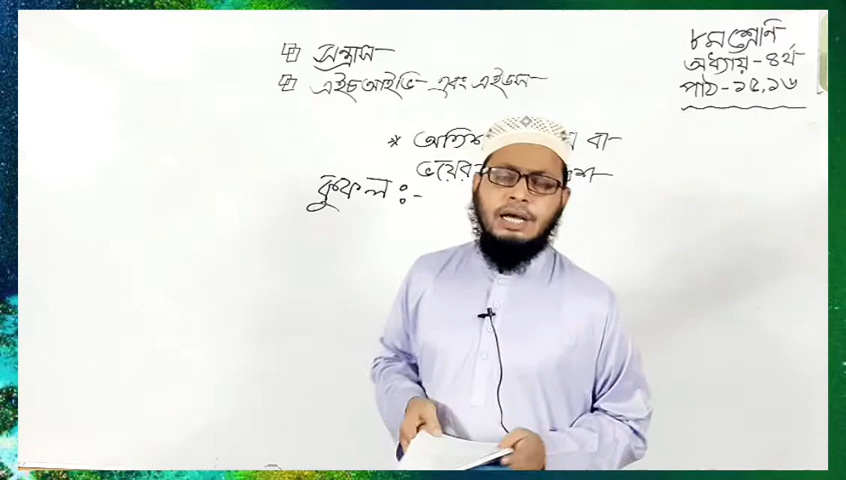 সন্ত্রাস
এইচআইভি এবং এইডস
৮ম শ্রেণি
অধ্যায়-৪র্থ
পাঠ-১৫,১৬
* বা
ভয়ের
কুফল ঃ-